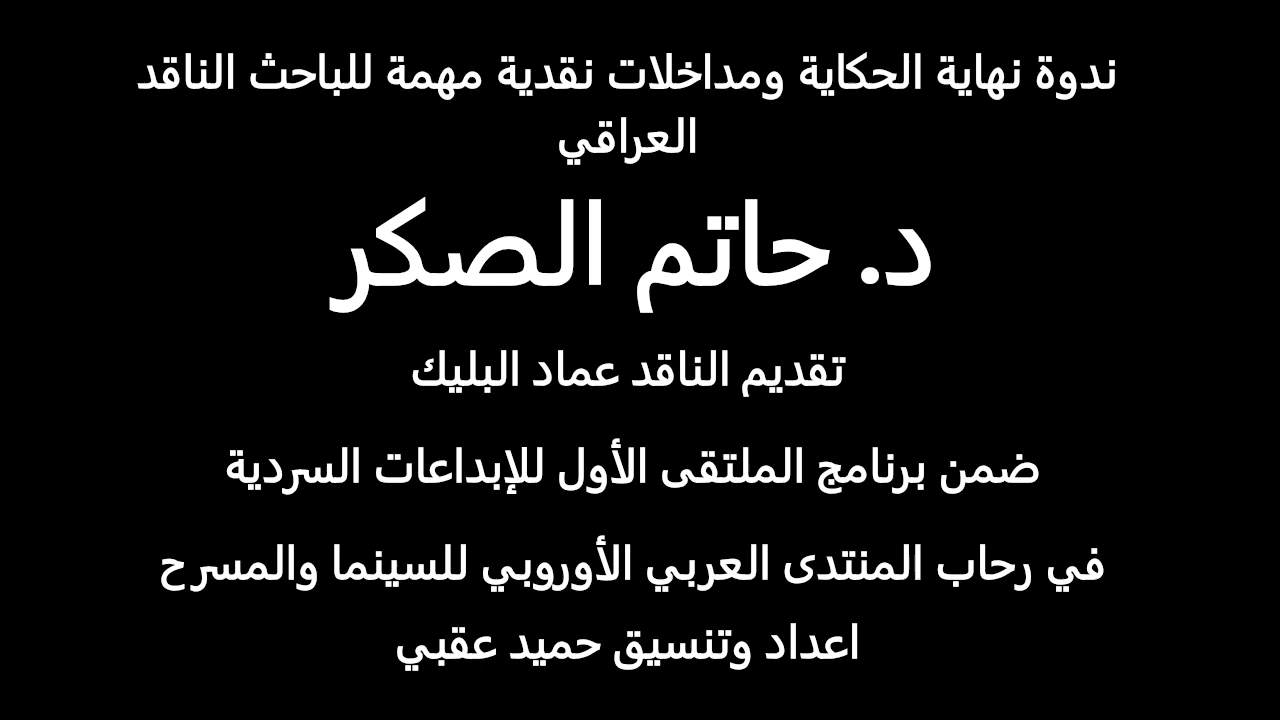 ندوة نهاية الحكاية ومداخلات نقدية مهمة للباحث الناقد
العراقي
د. حاتم الصكر
تقديم الناقد عماد البليك
ضمن برنامج الملتقى الأول للإبداعات السردية
في رحاب المنتدى العربي الأوروبي للسينما والمسرح
اعداد وتنسيق حميد عقبي